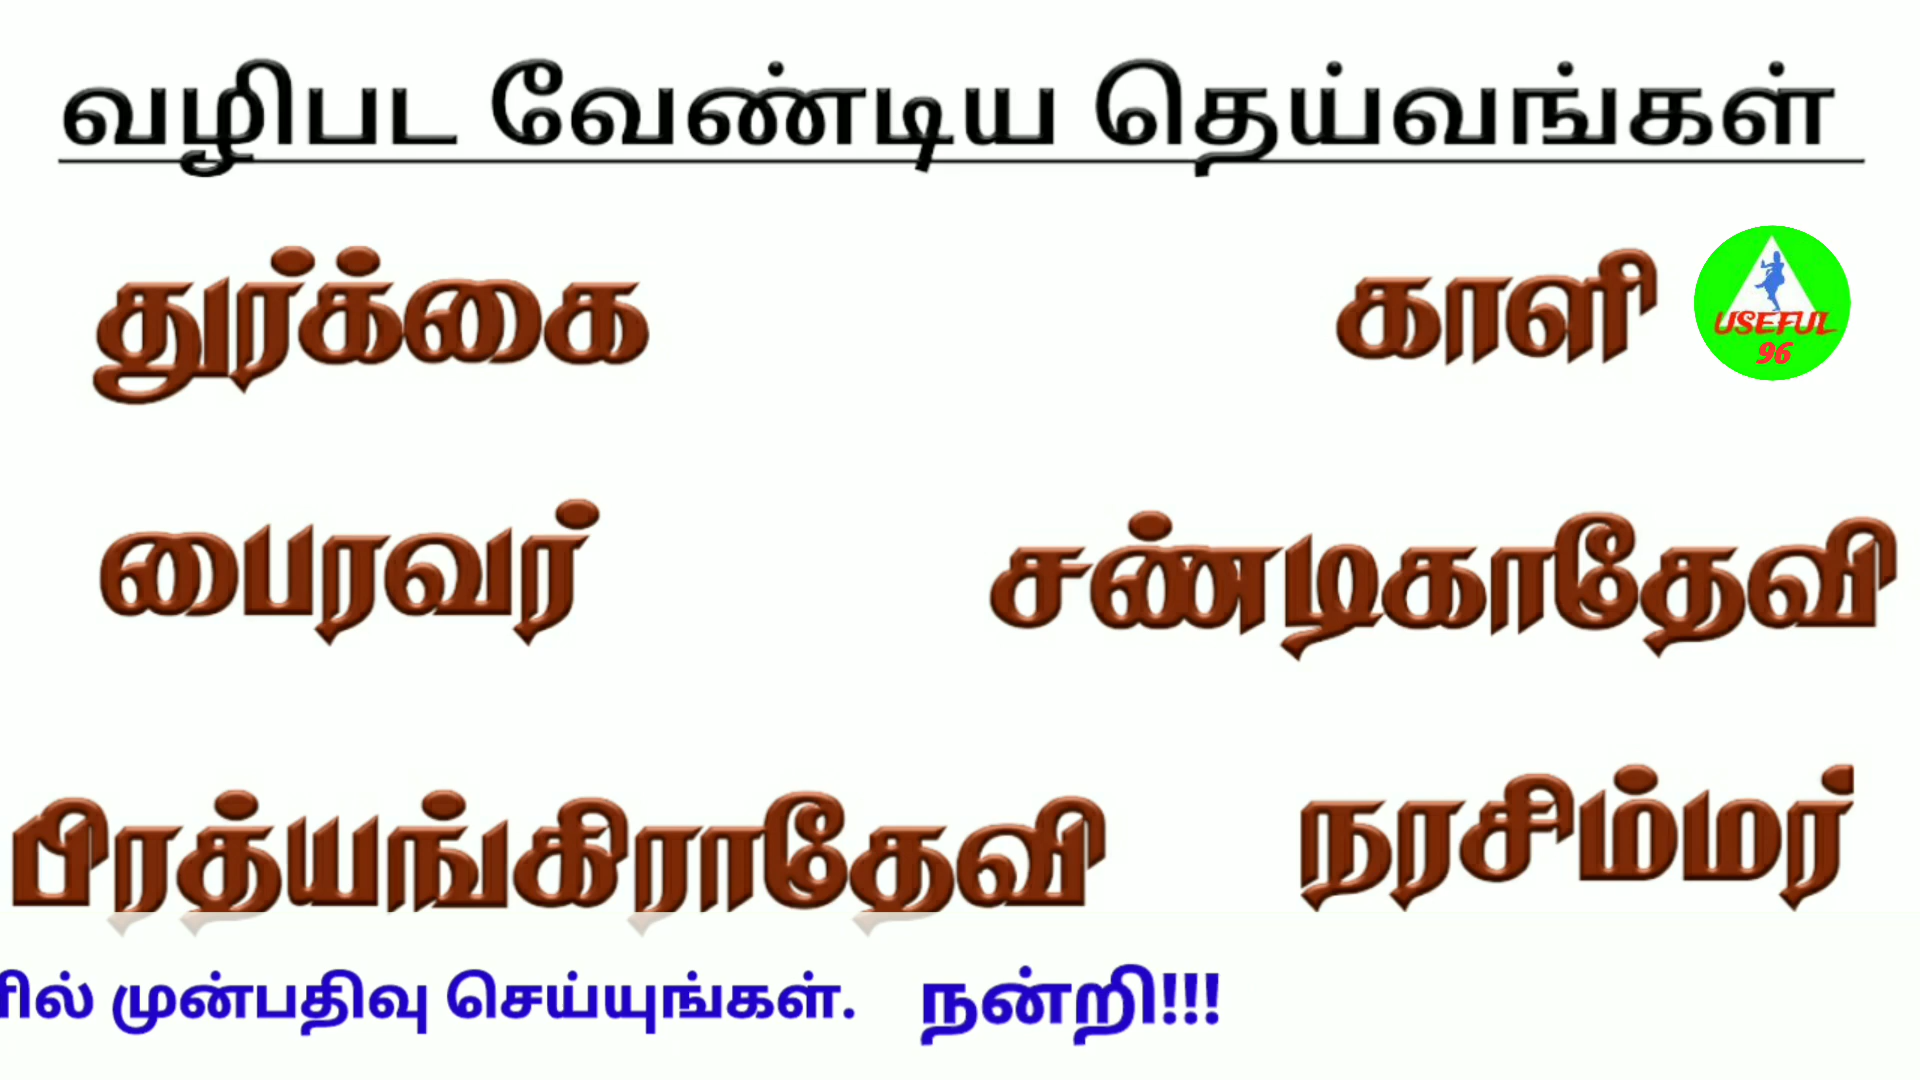 வழிபட வேண்டிய தெய்வங்கள்
துர்க்கை காளி
USEFUL
96
பைரவர் சண்டிகாதேவி
பிரத்யங்கிராதேவி நரசிம்மர்
முன்பதிவு செய்யுங்கள். நன்றி!!!